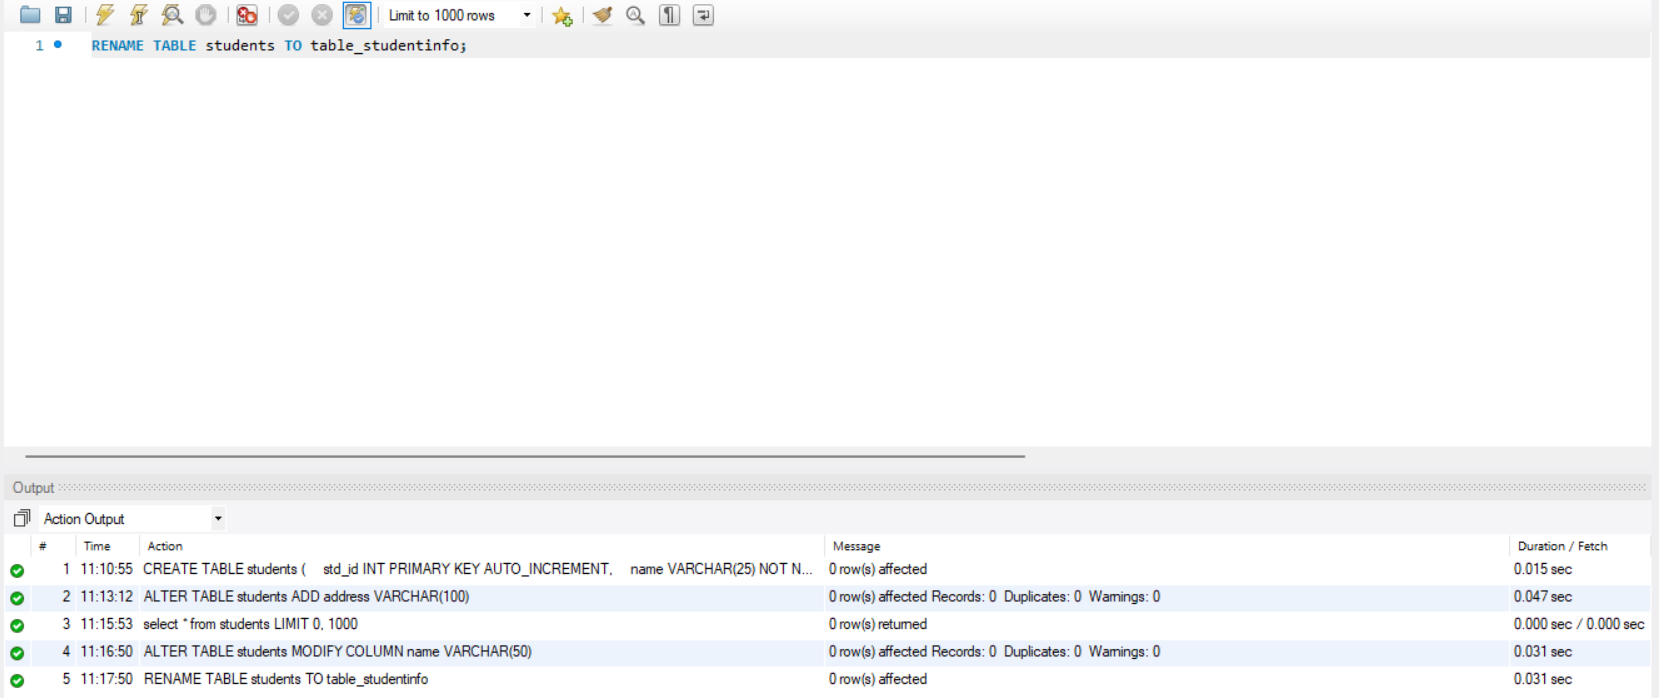 Limit to 1000 rows
1 RENAME TABLE students TO table_studentinfo;
Output
Action Output
# Time Action Message Duration / Fetch
1 11:10:55 CREATE TABLE students ( std_id INT PRIMARY KEY AUTO_INCREMENT, name VARCHAR(25) NOT N... 0 row(s) affected 0.015 sec
2 11:13:12 ALTER TABLE students ADD address VARCHAR(100) 0 row(s) affected Records: 0 Duplicates: 0 Warnings: 0 0.047 sec
3 11:15:53 select * from students LIMIT 0, 1000 0 row(s) returned 0.000 sec / 0.000 sec
4 11:16:50 ALTER TABLE students MODIFY COLUMN name VARCHAR(50) 0 row(s) affected Records: 0 Duplicates: 0 Warnings: 0 0.031 sec
5 11:17:50 RENAME TABLE students TO table_studentinfo 0 row(s) affected 0.031 sec